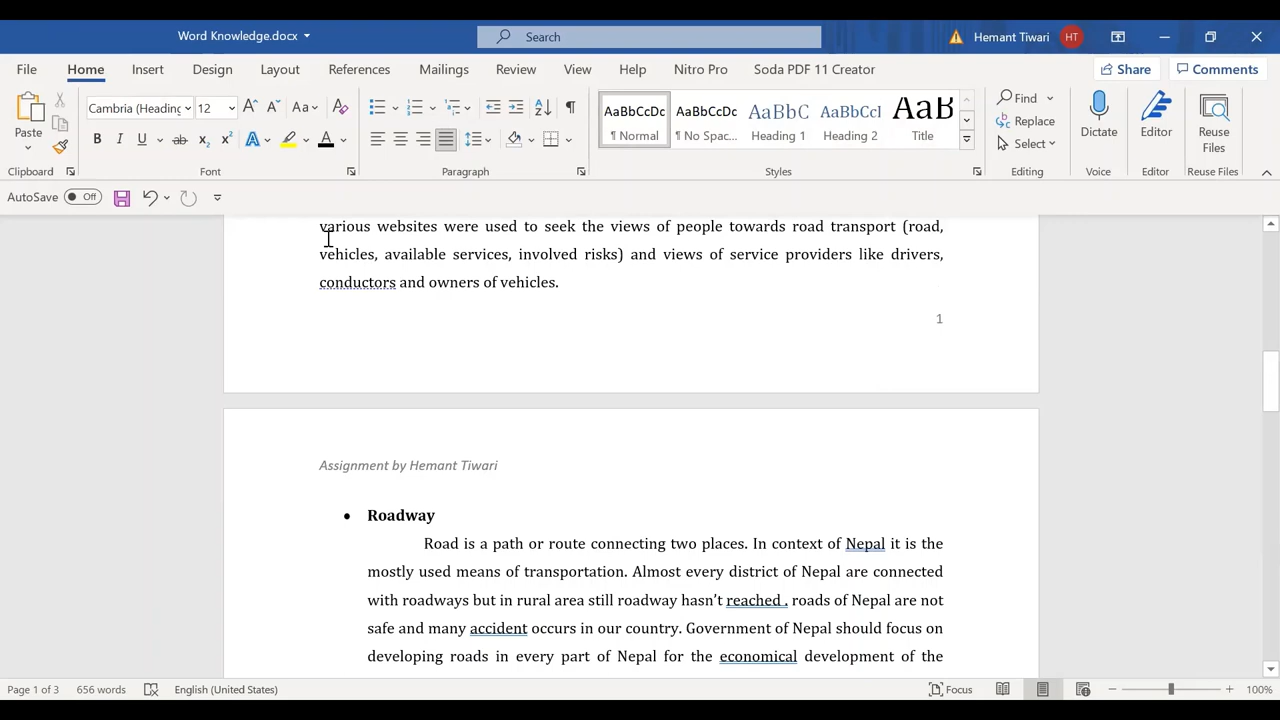 Word Knowledge.docx
Search
Hemant Tiwari
HT
File
Home
Insert
Design
Layout
References
Mailings
Review
View
Help
Nitro Pro
Soda PDF 11 Creator
Share
Comments
Paste
Clipboard
Cambria (Heading
12
Font
Paragraph
AaBbCcDc
¶ Normal
AaBbCcDc
¶ No Spac...
AaBbC
Heading 1
AaBbCcI
Heading 2
AaB
Title
Styles
Find
Replace
Select
Editing
Dictate
Voice
Editor
Editor
Reuse
Files
Reuse Files
AutoSave
Off
various websites were used to seek the views of people towards road transport (road,
vehicles, available services, involved risks) and views of service providers like drivers,
conductors and owners of vehicles.
1
Assignment by Hemant Tiwari
• Roadway
Road is a path or route connecting two places. In context of Nepal it is the
mostly used means of transportation. Almost every district of Nepal are connected
with roadways but in rural area still roadway hasn’t reached . roads of Nepal are not
safe and many accident occurs in our country. Government of Nepal should focus on
developing roads in every part of Nepal for the economical development of the
Page 1 of 3
656 words
English (United States)
Focus
100%